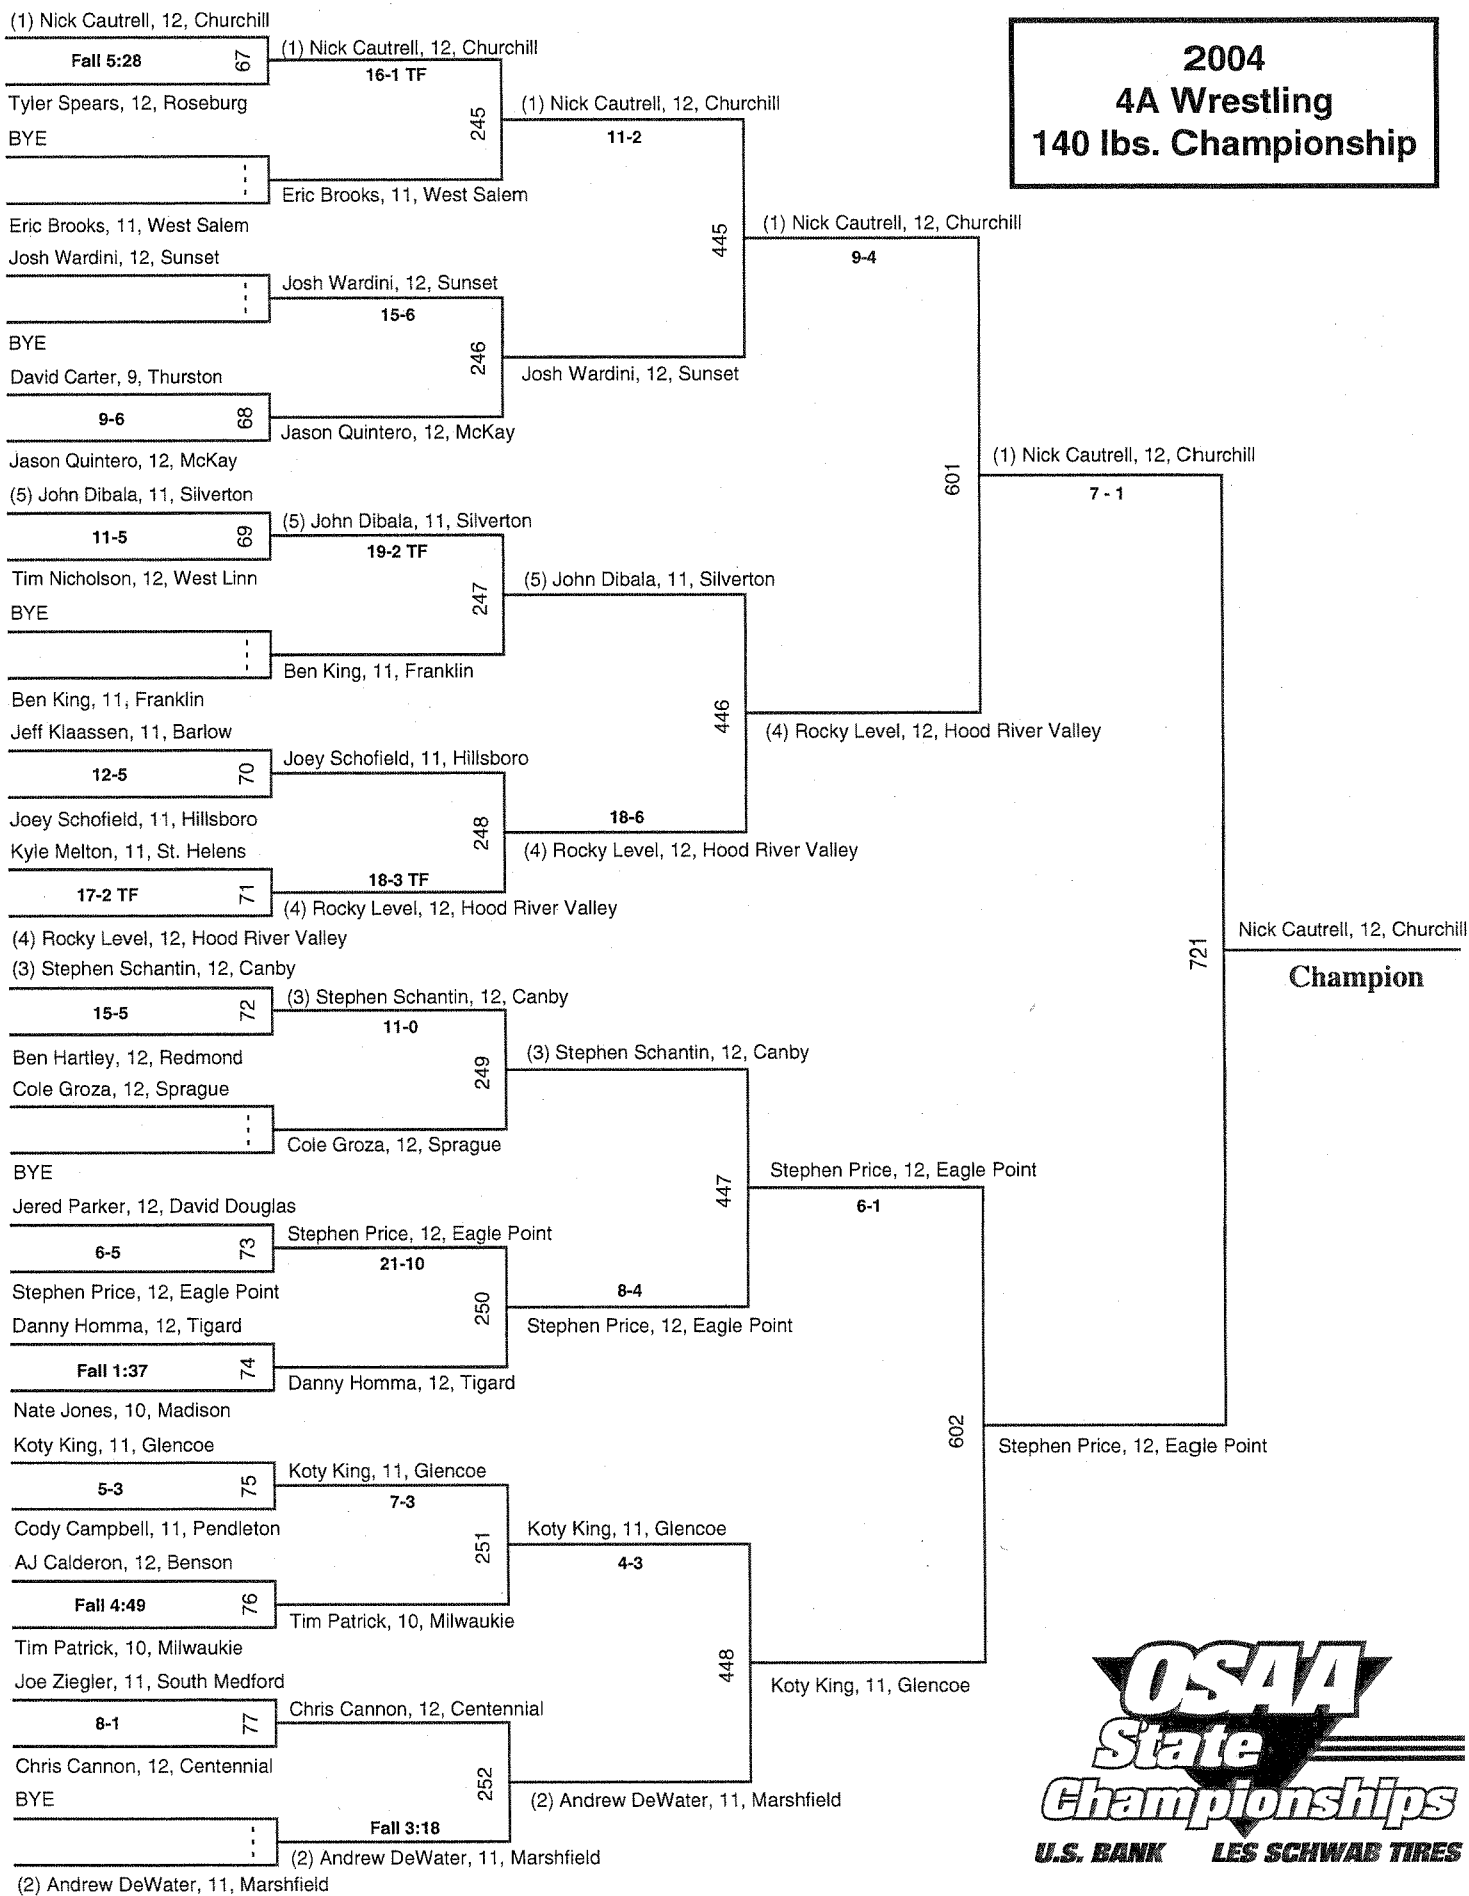 (1) Nick Cautrell, 12, Churchill
Fall 5:28
67
Tyler Spears, 12, Roseburg
BYE
Eric Brooks, 11, West Salem
Josh Wardini, 12, Sunset
BYE
David Carter, 9, Thurston
9-6
68
Jason Quintero, 12, McKay
(5) John Dibala, 11, Silverton
11-5
69
Tim Nicholson, 12, West Linn
BYE
Ben King, 11, Franklin
Jeff Klaassen, 11, Barlow
12-5
70
Joey Schofield, 11, Hillsboro
Kyle Melton, 11, St. Helens
17-2 TF
71
(4) Rocky Level, 12, Hood River Valley
(3) Stephen Schantin, 12, Canby
15-5
72
Ben Hartley, 12, Redmond
Cole Groza, 12, Sprague
BYE
Jered Parker, 12, David Douglas
6-5
73
Stephen Price, 12, Eagle Point
Danny Homma, 12, Tigard
Fall 1:37
74
Nate Jones, 10, Madison
Koty King, 11, Glencoe
5-3
75
Cody Campbell, 11, Pendleton
AJ Calderon, 12, Benson
Fall 4:49
76
Tim Patrick, 10, Milwaukie
Joe Ziegler, 11, South Medford
8-1
77
Chris Cannon, 12, Centennial
BYE
(2) Andrew DeWater, 11, Marshfield
(1) Nick Cautrell, 12, Churchill
16-1 TF
245
Eric Brooks, 11, West Salem
Josh Wardini, 12, Sunset
15-6
246
Jason Quintero, 12, McKay
(5) John Dibala, 11, Silverton
19-2 TF
247
Ben King, 11, Franklin
Joey Schofield, 11, Hillsboro
248
18-3 TF
(4) Rocky Level, 12, Hood River Valley
(3) Stephen Schantin, 12, Canby
11-0
249
Cole Groza, 12, Sprague
Stephen Price, 12, Eagle Point
21-10
250
Danny Homma, 12, Tigard
Koty King, 11, Glencoe
7-3
251
Tim Patrick, 10, Milwaukie
Chris Cannon, 12, Centennial
252
Fall 3:18
(2) Andrew DeWater, 11, Marshfield
(1) Nick Cautrell, 12, Churchill
11-2
445
Josh Wardini, 12, Sunset
(5) John Dibala, 11, Silverton
446
18-6
(4) Rocky Level, 12, Hood River Valley
(3) Stephen Schantin, 12, Canby
447
8-4
Stephen Price, 12, Eagle Point
Koty King, 11, Glencoe
4-3
448
(2) Andrew DeWater, 11, Marshfield
(1) Nick Cautrell, 12, Churchill
9-4
601
(4) Rocky Level, 12, Hood River Valley
Stephen Price, 12, Eagle Point
6-1
602
Koty King, 11, Glencoe
(1) Nick Cautrell, 12, Churchill
7 - 1
721
Stephen Price, 12, Eagle Point
Nick Cautrell, 12, Churchill
Champion
2004
4A Wrestling
140 lbs. Championship
OSAA
State
Championships
U.S. BANK LES SCHWAB TIRES